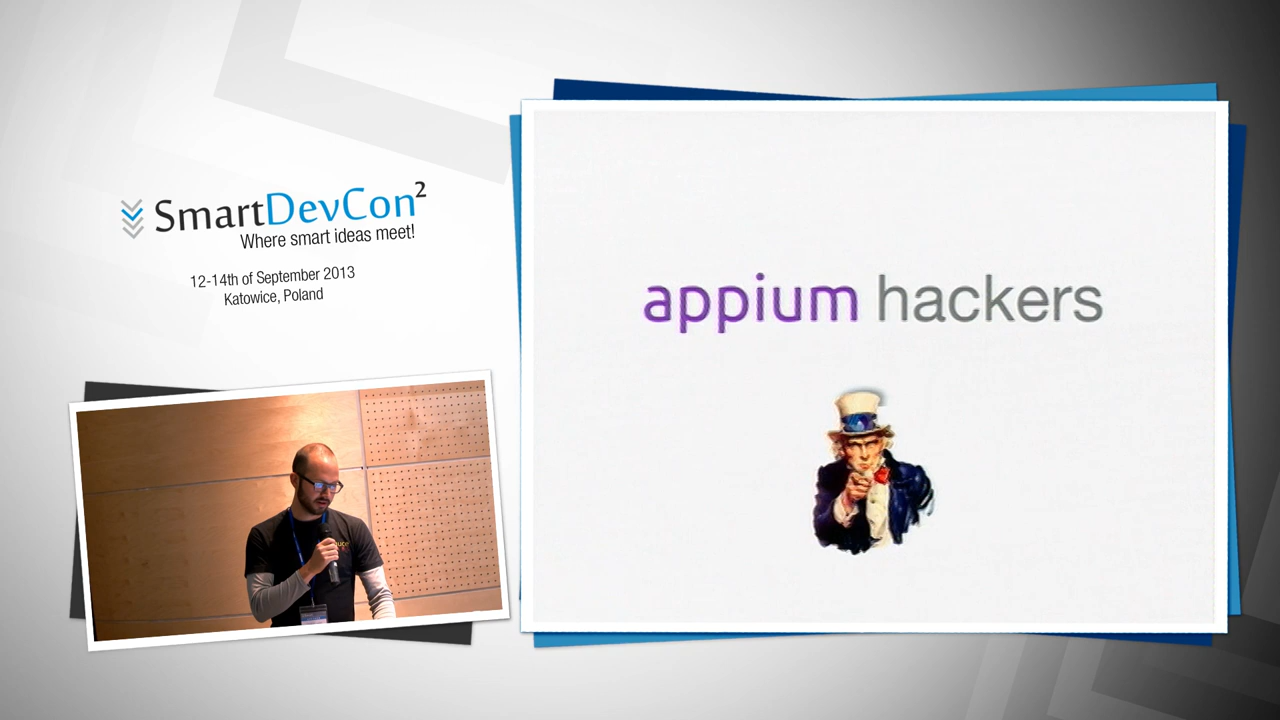 SmartDevCon²
Where smart ideas meet!
12-14th of September 2013
Katowice, Poland
appium hackers